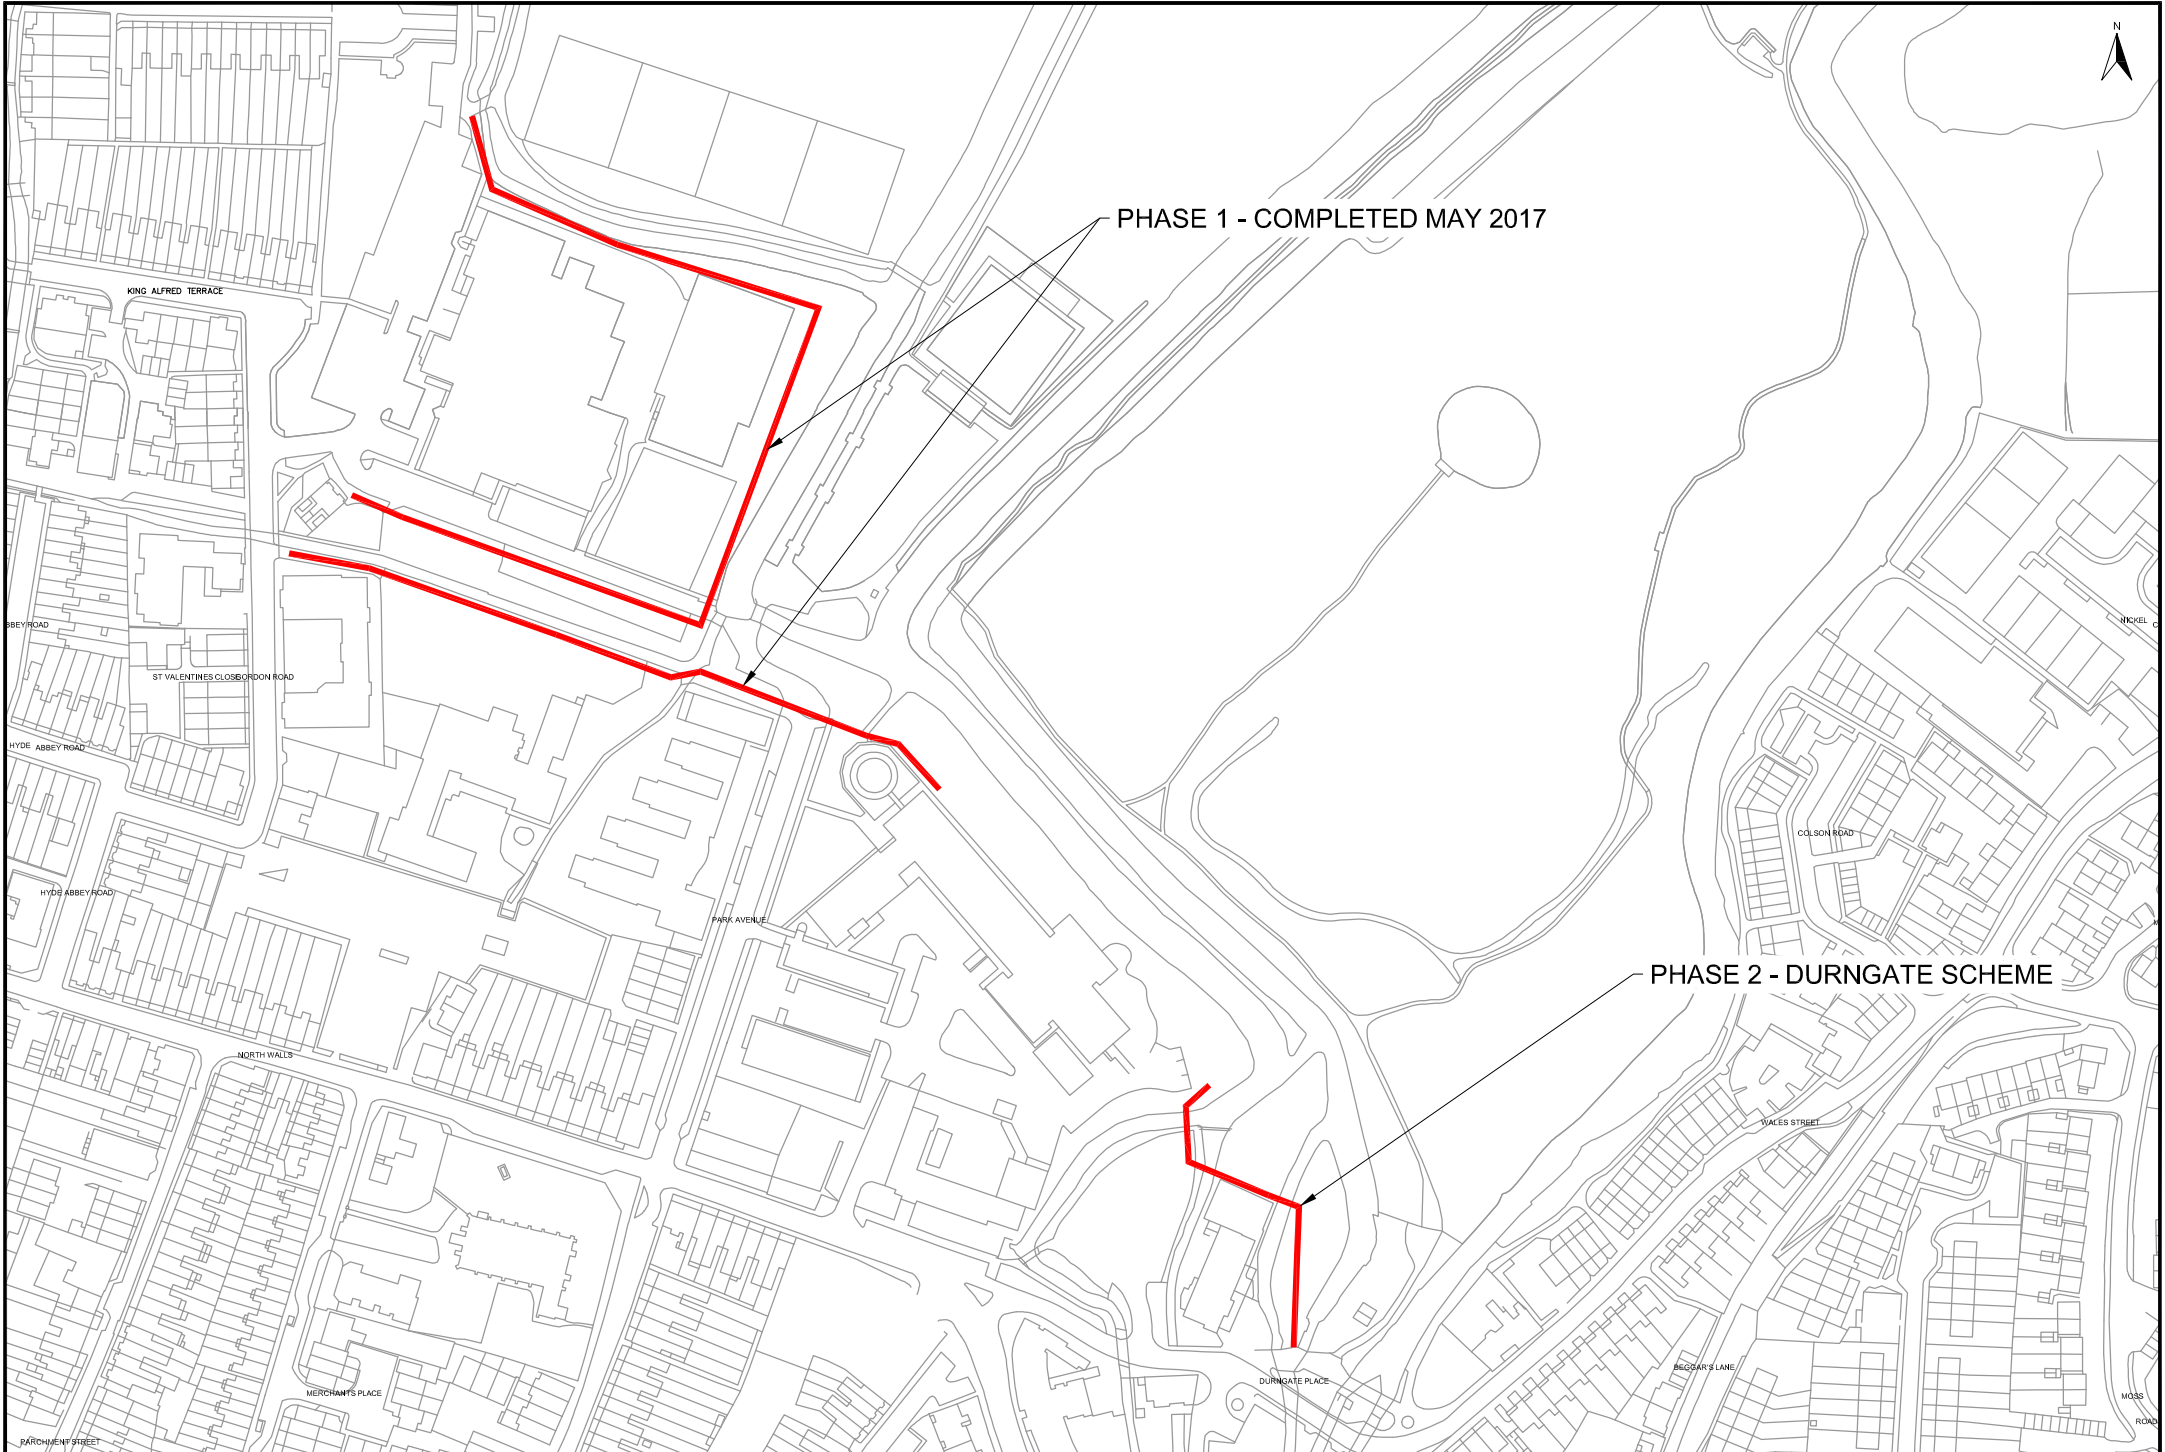 N
PHASE 1 - COMPLETED MAY 2017
KING ALFRED TERRACE
NICKEL C
BBEY ROAD
ST VALENTINES CLOSE
GORDON ROAD
HYDE ABBEY ROAD
COLSON ROAD
HYDE ABBEY ROAD
PARK AVENUE
PHASE 2 - DURNGATE SCHEME
NORTH WALLS
WALES STREET
BEGGAR'S LANE
DURNGATE PLACE
MERCHANTS PLACE
MOSS
ROAD
PARCHMENT STREET